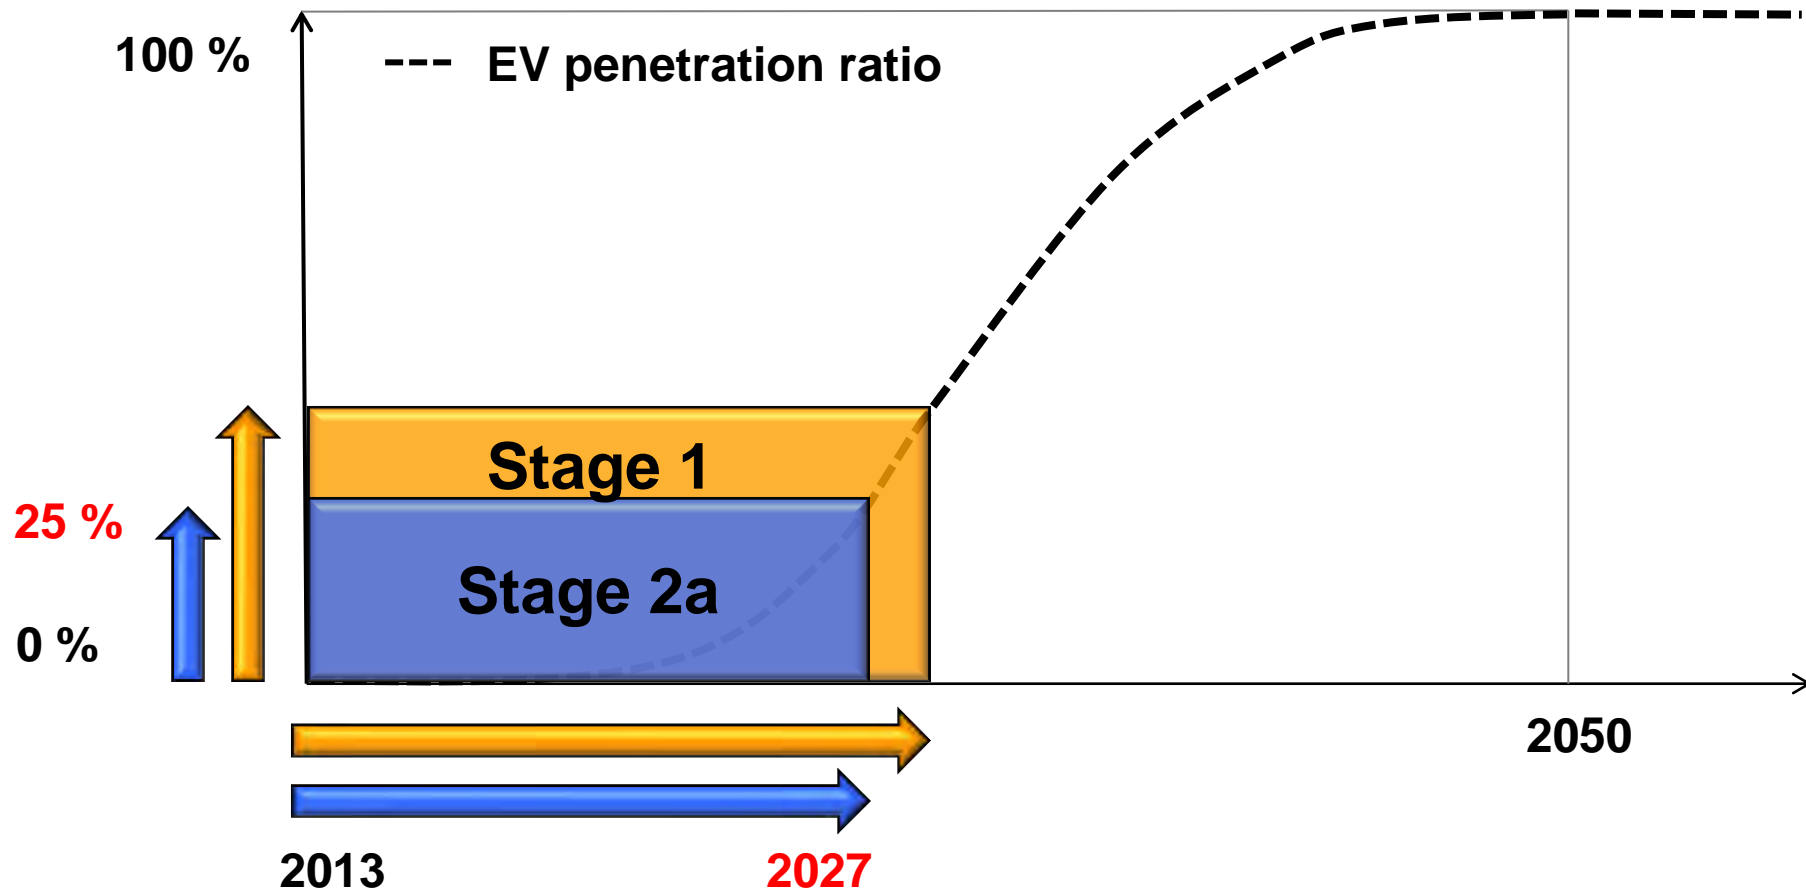 100 %
EV penetration ratio
Stage 1
25 %
Stage 2a
0 %
2050
2013
2027